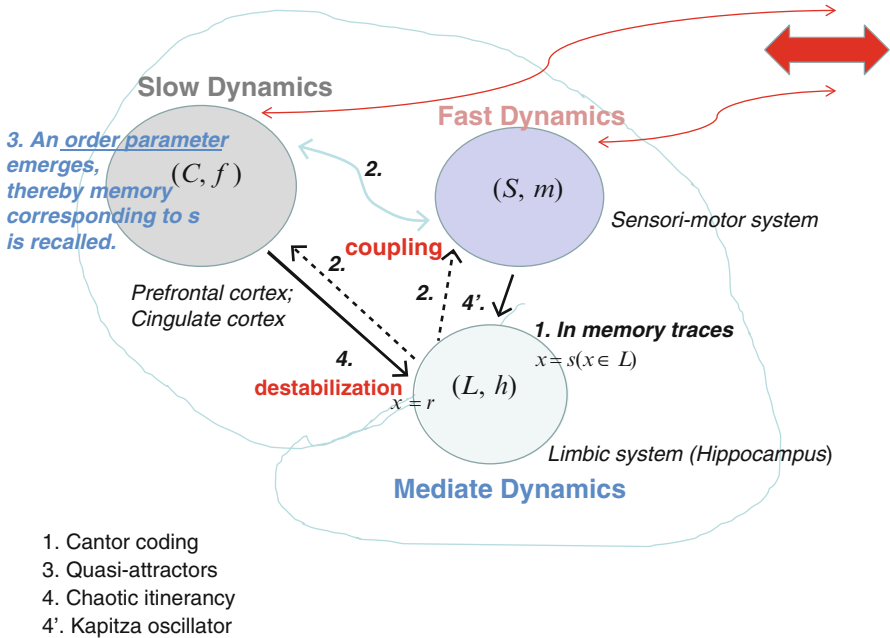 Slow Dynamics
Fast Dynamics
3. An order parameter
emerges,
thereby memory
corresponding to s
is recalled.
(C, f)
2.
(S, m)
Sensori-motor system
coupling
2.
2.
4'.
Prefrontal cortex;
Cingulate cortex
1. In memory traces
x = s(x ∈ L)
4.
destabilization
x = r
(L, h)
Limbic system (Hippocampus)
Mediate Dynamics
1. Cantor coding
3. Quasi-attractors
4. Chaotic itinerancy
4'. Kapitza oscillator